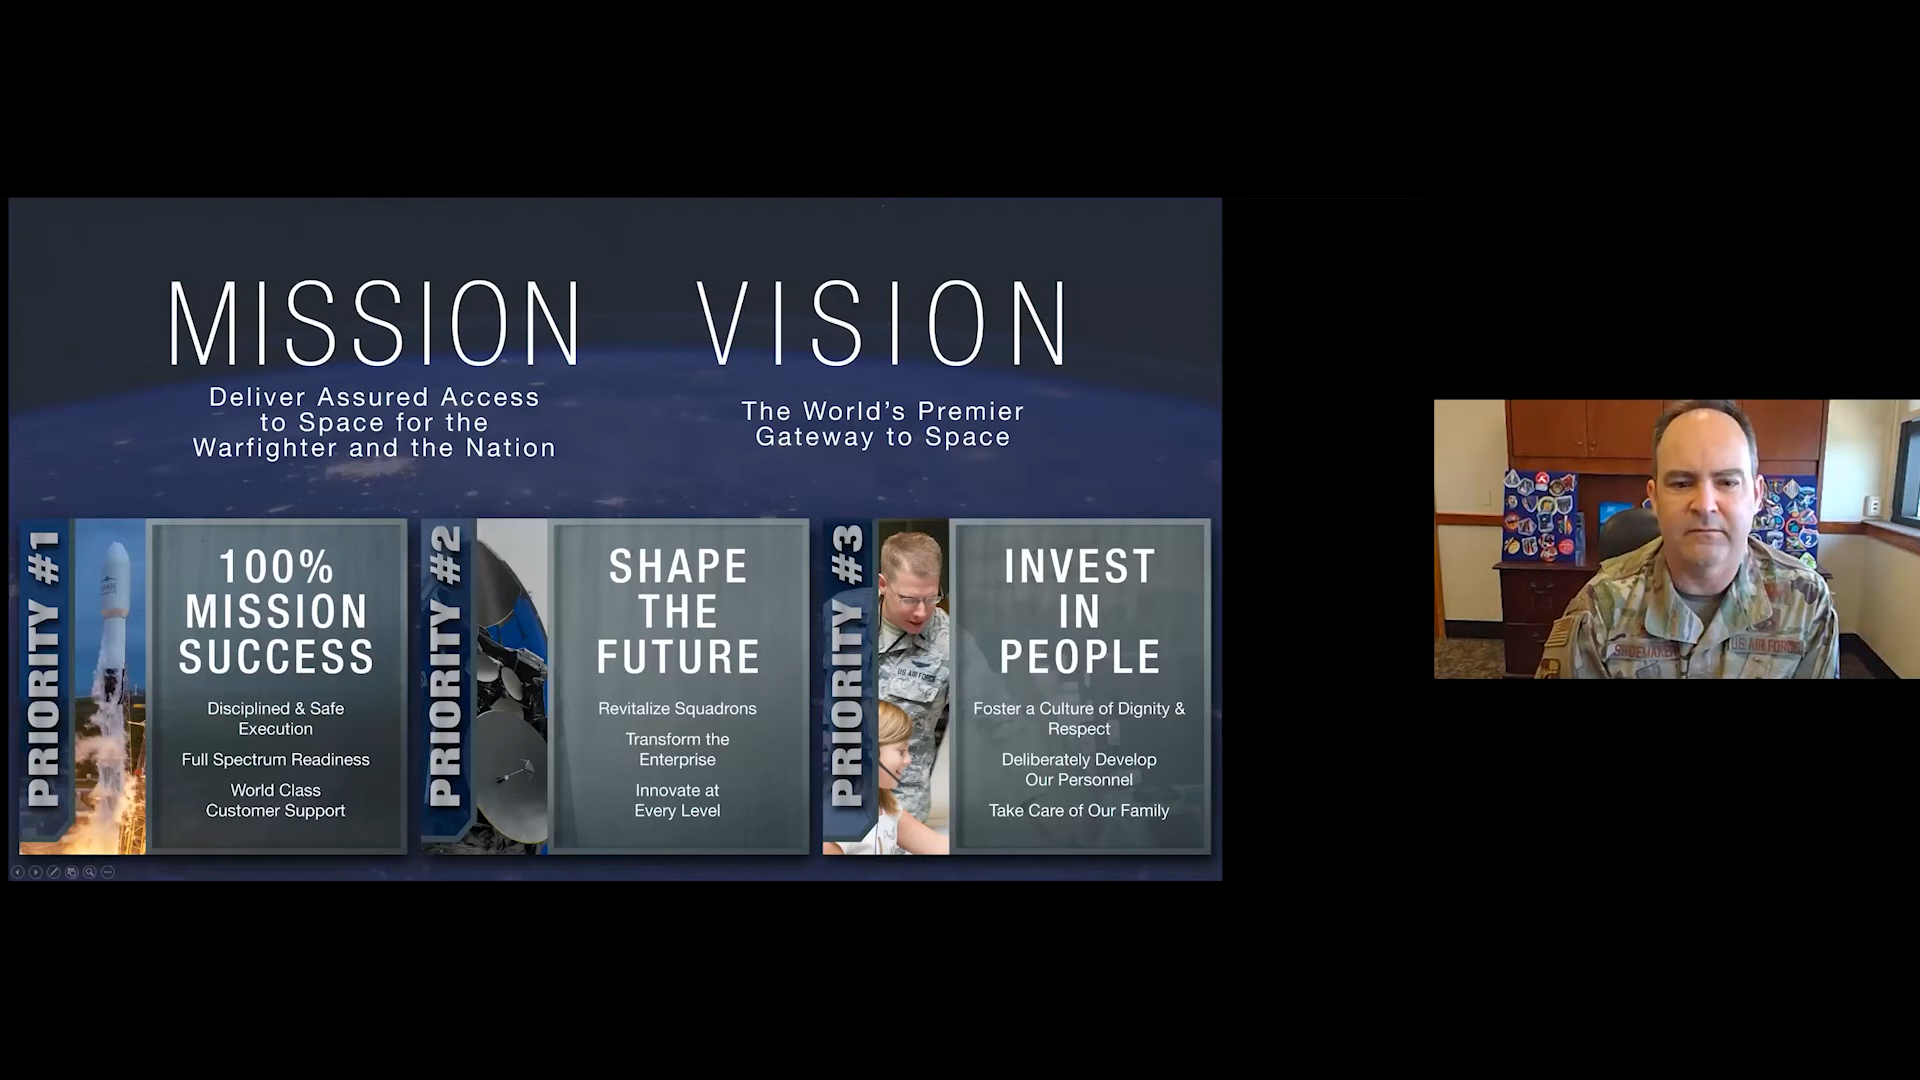 MISSION
Deliver Assured Access
to Space for the
Warfighter and the Nation
VISION
The World's Premier
Gateway to Space
PRIORITY #1
100%
MISSION
SUCCESS
Disciplined & Safe
Execution
Full Spectrum Readiness
World Class
Customer Support
PRIORITY #2
SHAPE
THE
FUTURE
Revitalize Squadrons
Transform the
Enterprise
Innovate at
Every Level
PRIORITY #3
US AIR FORCE
INVEST
IN
PEOPLE
Foster a Culture of Dignity &
Respect
Deliberately Develop
Our Personnel
Take Care of Our Family
SHOEMAKER
US AIR FORCE